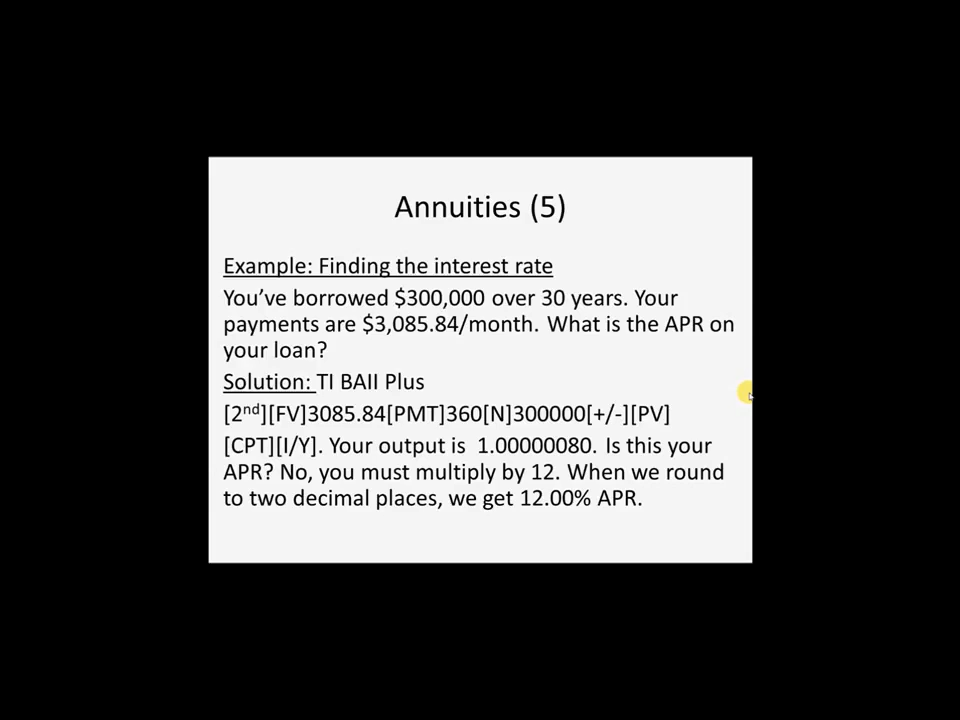 Annuities (5)
Example: Finding the interest rate
You’ve borrowed $300,000 over 30 years. Your
payments are $3,085.84/month. What is the APR on
your loan?
Solution: TI BAII Plus
[2nd][FV]3085.84[PMT]360[N]300000[+/-][PV]
[CPT][I/Y]. Your output is 1.00000080. Is this your
APR? No, you must multiply by 12. When we round
to two decimal places, we get 12.00% APR.